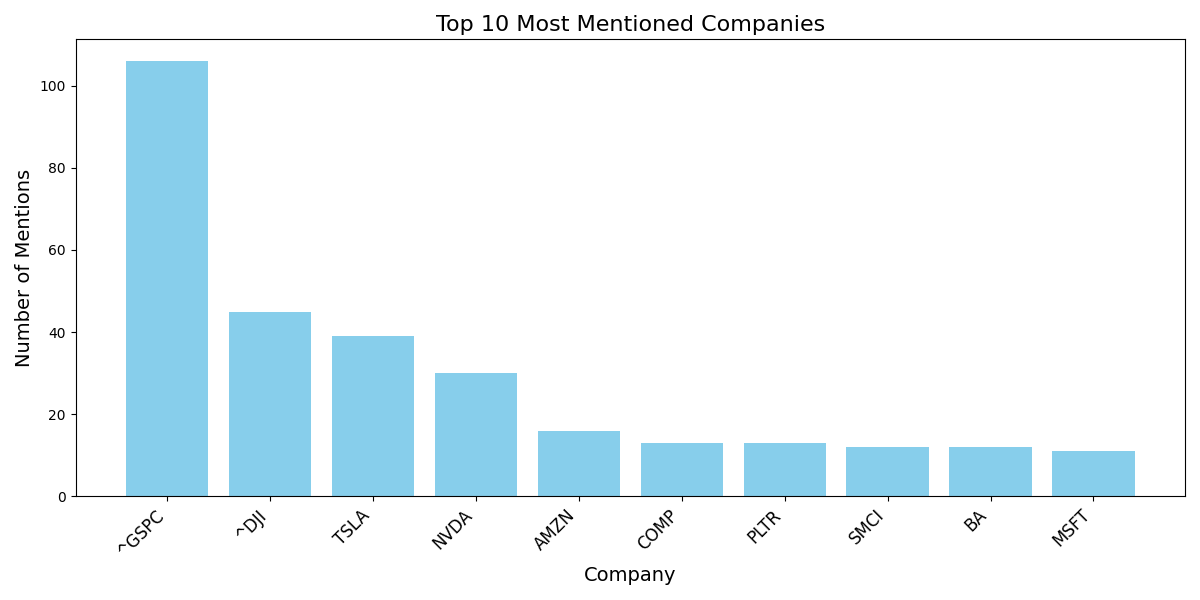 Top 10 Most Mentioned Companies
Number of Mentions
100
80
60
40
20
0
^GSPC
^DJI
TSLA
NVDA
AMZN
COMP
PLTR
SMCI
BA
MSFT
Company